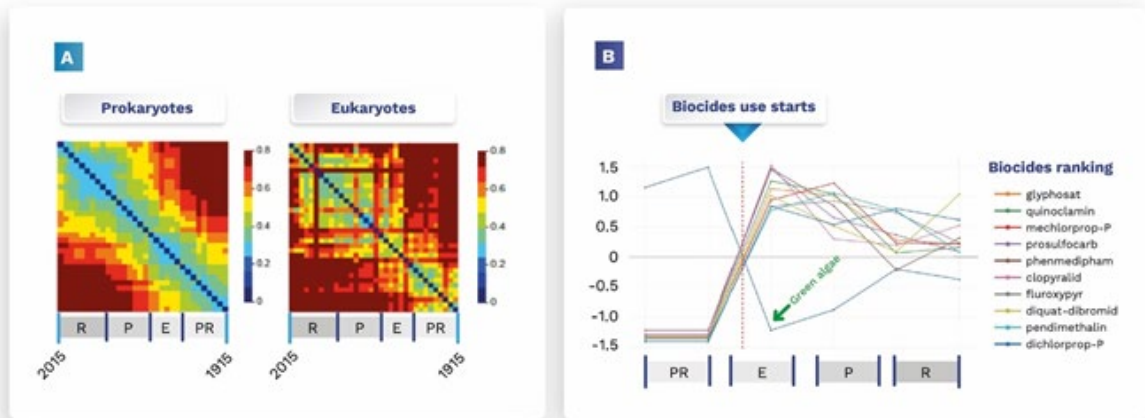 A
Prokaryotes
Eukaryotes
0.8
0.6
0.4
0.2
0
0.8
0.6
0.4
0.2
0
R P E PR
R P E PR
2015
1915
2015
1915
B
Biocides use starts
1.5
1.0
0.5
0
-0.5
-1.0
-1.5
Green algae
PR E P R
Biocides ranking
glyphosat
quinoclamin
mechlorprop-P
prosulfocarb
phenmedipham
clopyralid
fluroxypyr
diquat-dibromid
pendimethalin
dichlorprop-P